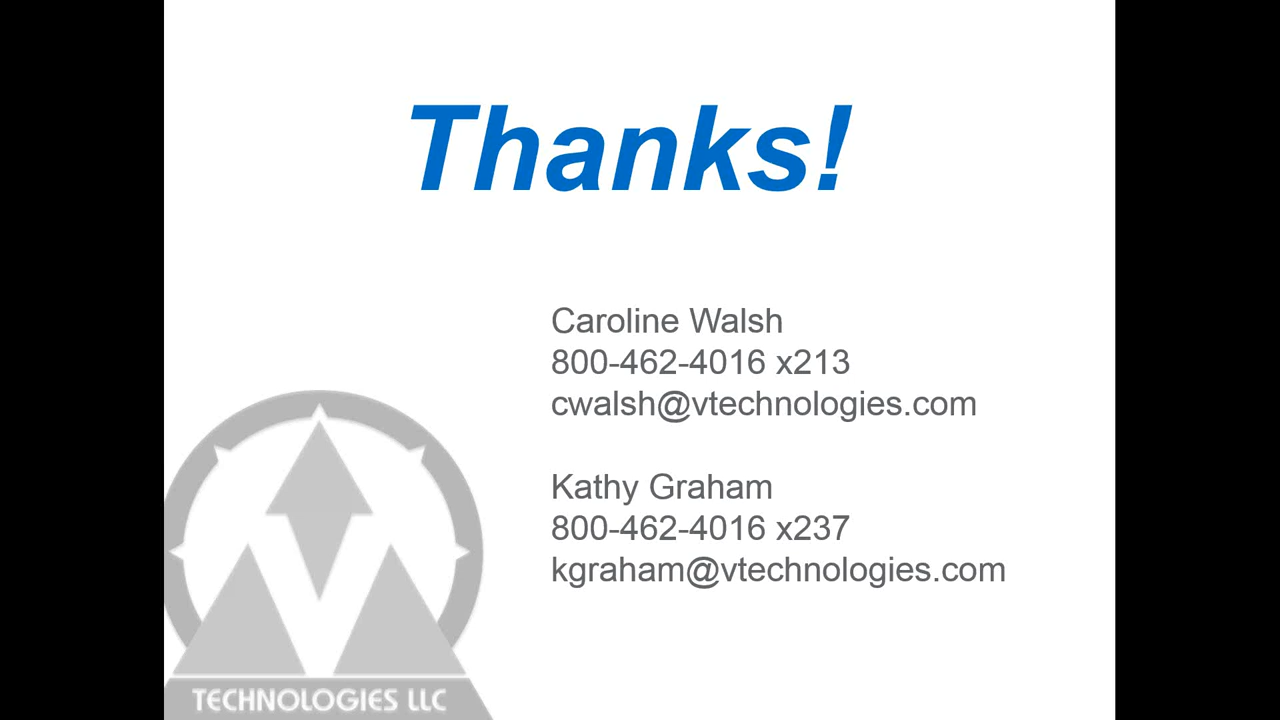 Thanks!
Caroline Walsh
800-462-4016 x213
cwalsh@vtechnologies.com
Kathy Graham
800-462-4016 x237
kgraham@vtechnologies.com
TECHNOLOGIES LLC